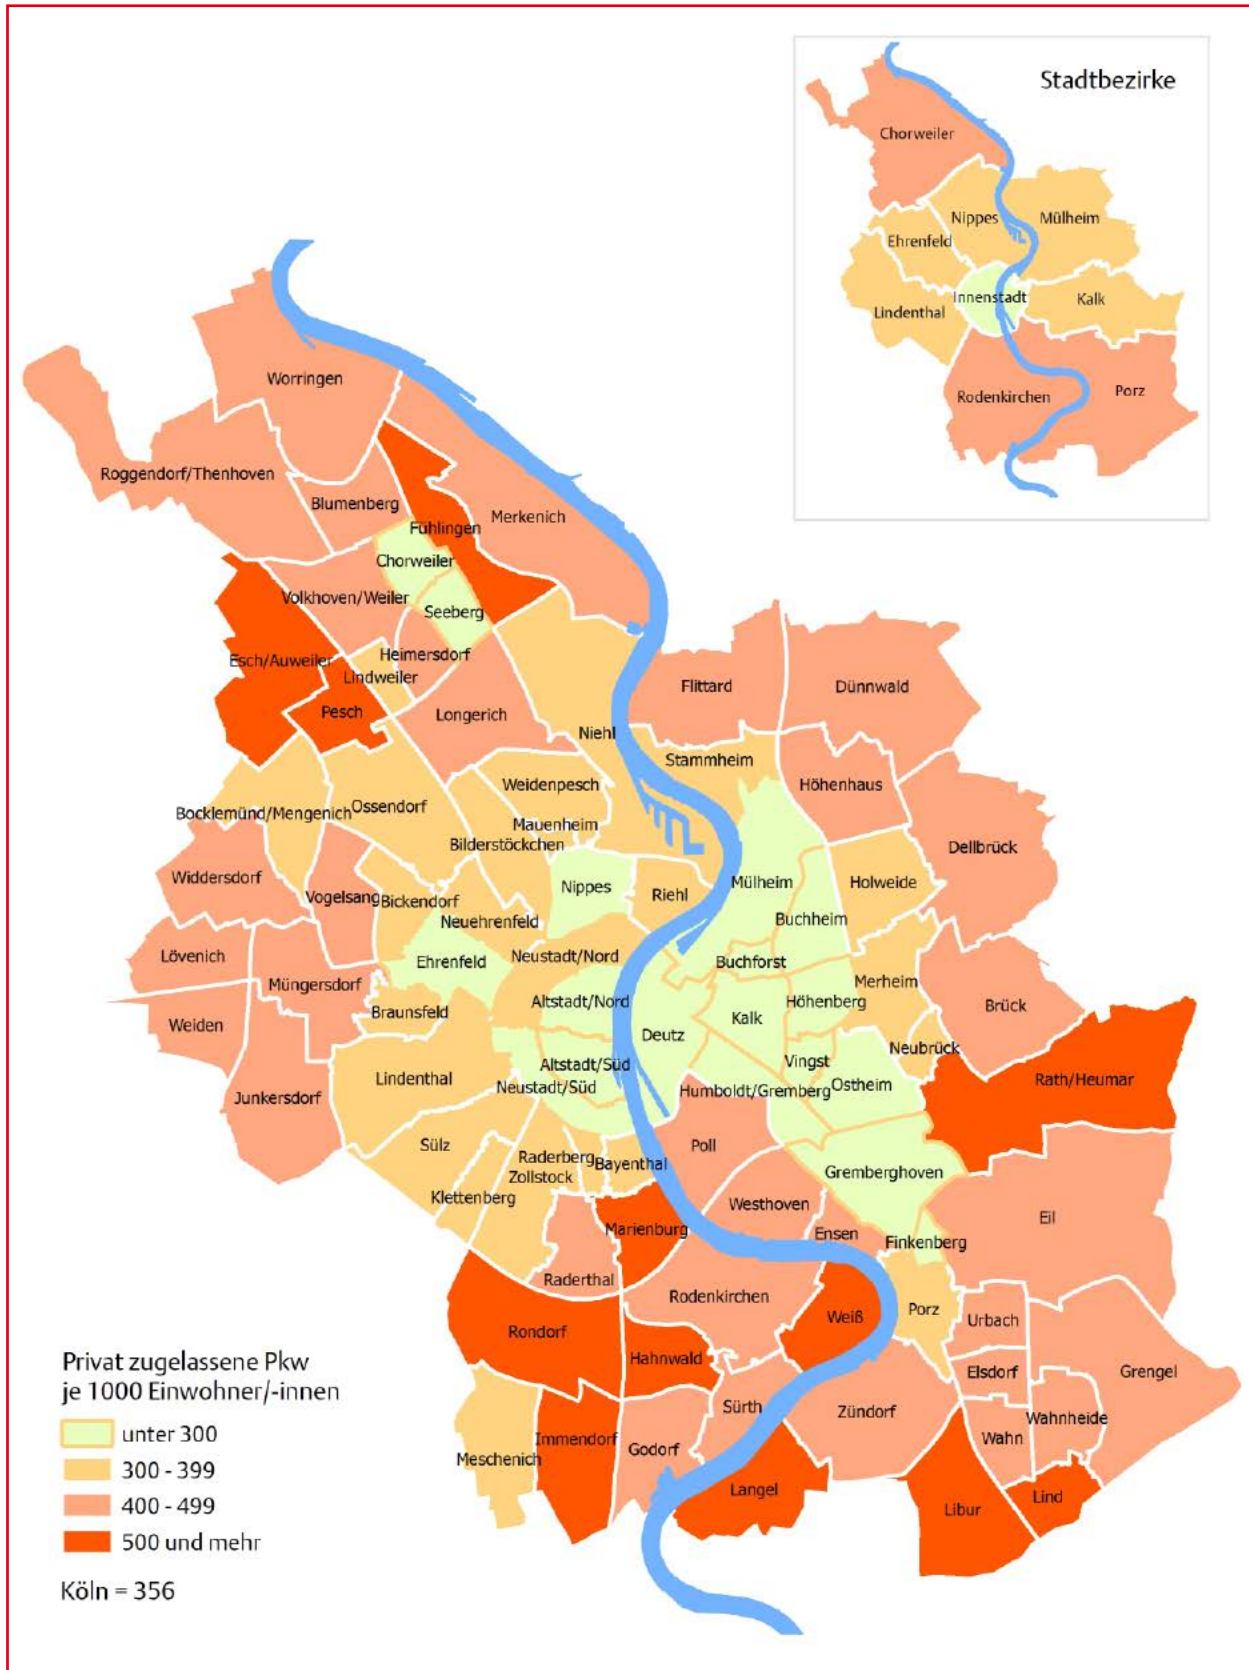 Stadtbezirke
Chorweiler
Nippes
Mülheim
Ehrenfeld
Innenstadt
Kalk
Lindenthal
Rodenkirchen
Porz
Worringen
Roggendorf/Thenhoven
Blumenberg
Merkenich
Fühlingen
Chorweiler
Volkhoven/Weiler
Seeberg
Heimersdorf
Esch/Auweiler
Lindweiler
Pesch
Longerich
Flittard
Dünnwald
Niehl
Stammheim
Höhenhaus
Weidenpesch
Bocklemünd/Mengenich
Ossendorf
Mauenheim
Bilderstöckchen
Dellbrück
Widdersdorf
Vogelsang
Bickendorf
Nippes
Riehl
Mülheim
Holweide
Neuehrenfeld
Buchheim
Lövenich
Müngersdorf
Ehrenfeld
Neustadt/Nord
Buchforst
Merheim
Weiden
Braunsfeld
Altstadt/Nord
Höhenberg
Brück
Deutz
Kalk
Neubrück
Junkersdorf
Lindenthal
Altstadt/Süd
Neustadt/Süd
Vingst
Ostheim
Rath/Heumar
Humboldt/Gremberg
Sülz
Raderberg
Zollstock
Bayenthal
Poll
Gremberghoven
Klettenberg
Westhoven
Marienburg
Ensen
Finkenberg
Eil
Raderthal
Rodenkirchen
Weiß
Porz
Urbach
Rondorf
Hahnwald
Elsdorf
Grengel
Sürth
Zündorf
Wahnheide
Meschenich
Immendorf
Godorf
Wahn
Langel
Libur
Lind
Privat zugelassene Pkw
je 1000 Einwohner/-innen
unter 300
300 - 399
400 - 499
500 und mehr
Köln = 356